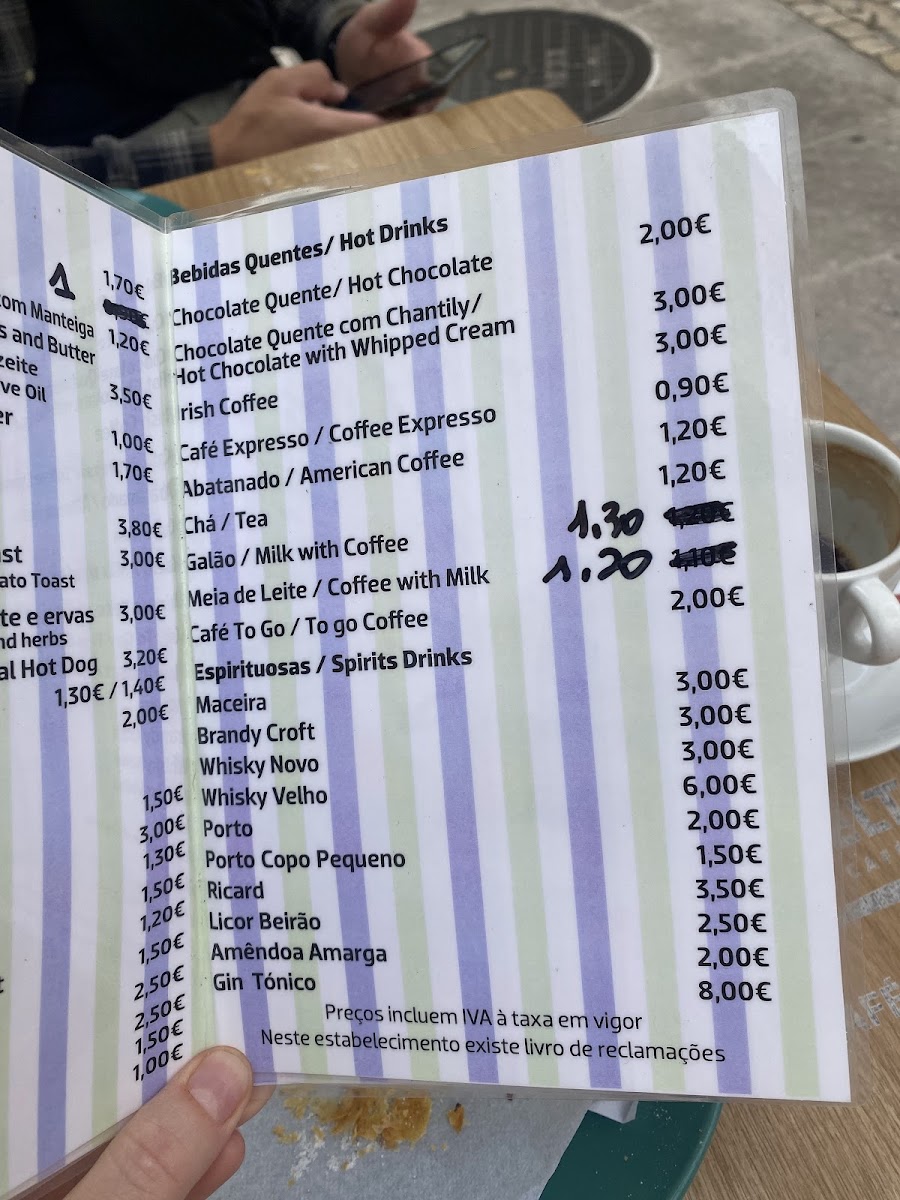 1 1,70€
com Manteiga
s and Butter 1,20€
zeite
ve Oil 3,50€
er
1,00€
1,70€
3,80€
st 3,00€
ato Toast
te e ervas 3,00€
nd herbs
al Hot Dog 3,20€
1,30€ / 1,40€
2,00€
1,50€
3,00€
1,30€
1,50€
1,20€
1,50€
2,50€
2,50€
1,50€
1,00€
Bebidas Quentes/ Hot Drinks
Chocolate Quente/ Hot Chocolate 2,00€
Chocolate Quente com Chantily/
Hot Chocolate with Whipped Cream 3,00€
Irish Coffee 3,00€
Café Expresso / Coffee Expresso 0,90€
Abatanado / American Coffee 1,20€
Chá / Tea 1,20€
Galão / Milk with Coffee 1.30 1,20€
Meia de Leite / Coffee with Milk 1.20 1,10€
Café To Go / To go Coffee 2,00€
Espirituosas / Spirits Drinks
Maceira 3,00€
Brandy Croft 3,00€
Whisky Novo 3,00€
Whisky Velho 6,00€
Porto 2,00€
Porto Copo Pequeno 1,50€
Ricard 3,50€
Licor Beirão 2,50€
Amêndoa Amarga 2,00€
Gin Tónico 8,00€
Preços incluem IVA à taxa em vigor
Neste estabelecimento existe livro de reclamações